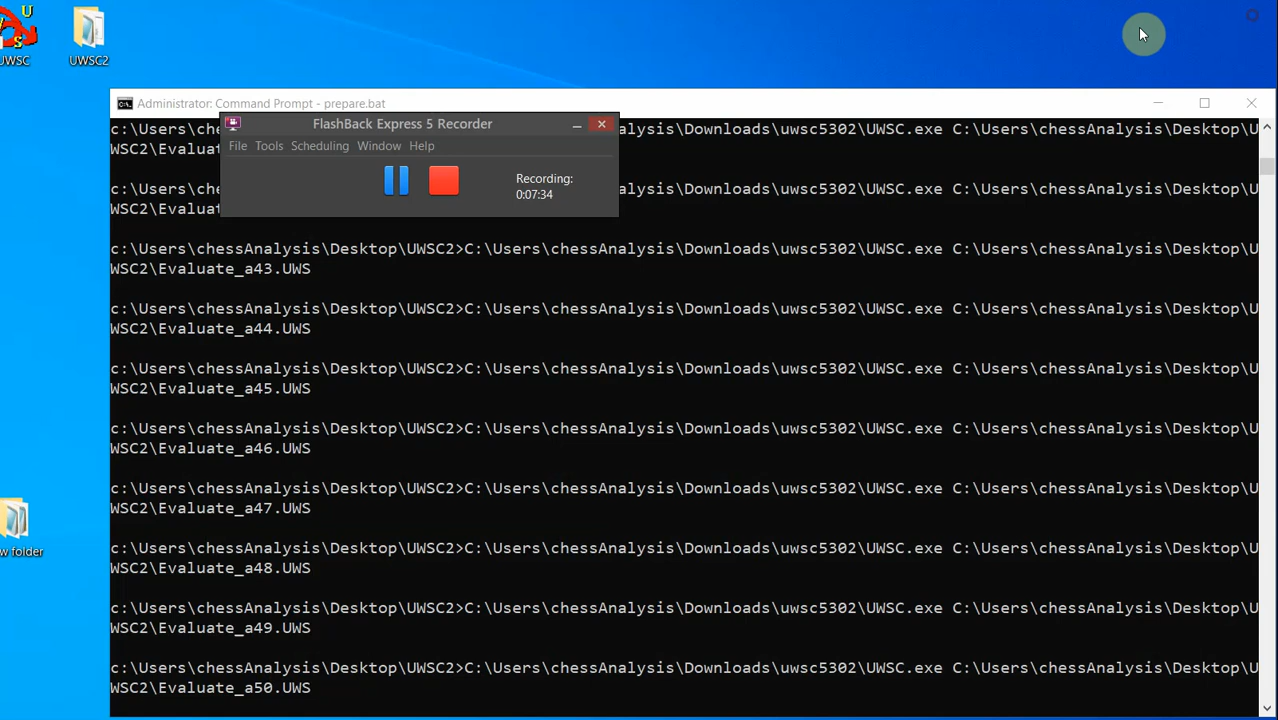 U
S
UWSC
UWSC2
Administrator: Command Prompt - prepare.bat
FlashBack Express 5 Recorder
File Tools Scheduling Window Help
Recording:
0:07:34
c:\Users\che
alysis\Downloads\uwsc5302\UWSC.exe C:\Users\chessAnalysis\Desktop\U
WSC2\Evaluat
c:\Users\che
alysis\Downloads\uwsc5302\UWSC.exe C:\Users\chessAnalysis\Desktop\U
WSC2\Evaluat
c:\Users\chessAnalysis\Desktop\UWSC2>C:\Users\chessAnalysis\Downloads\uwsc5302\UWSC.exe C:\Users\chessAnalysis\Desktop\U
WSC2\Evaluate_a43.UWS
c:\Users\chessAnalysis\Desktop\UWSC2>C:\Users\chessAnalysis\Downloads\uwsc5302\UWSC.exe C:\Users\chessAnalysis\Desktop\U
WSC2\Evaluate_a44.UWS
c:\Users\chessAnalysis\Desktop\UWSC2>C:\Users\chessAnalysis\Downloads\uwsc5302\UWSC.exe C:\Users\chessAnalysis\Desktop\U
WSC2\Evaluate_a45.UWS
c:\Users\chessAnalysis\Desktop\UWSC2>C:\Users\chessAnalysis\Downloads\uwsc5302\UWSC.exe C:\Users\chessAnalysis\Desktop\U
WSC2\Evaluate_a46.UWS
c:\Users\chessAnalysis\Desktop\UWSC2>C:\Users\chessAnalysis\Downloads\uwsc5302\UWSC.exe C:\Users\chessAnalysis\Desktop\U
WSC2\Evaluate_a47.UWS
c:\Users\chessAnalysis\Desktop\UWSC2>C:\Users\chessAnalysis\Downloads\uwsc5302\UWSC.exe C:\Users\chessAnalysis\Desktop\U
WSC2\Evaluate_a48.UWS
c:\Users\chessAnalysis\Desktop\UWSC2>C:\Users\chessAnalysis\Downloads\uwsc5302\UWSC.exe C:\Users\chessAnalysis\Desktop\U
WSC2\Evaluate_a49.UWS
c:\Users\chessAnalysis\Desktop\UWSC2>C:\Users\chessAnalysis\Downloads\uwsc5302\UWSC.exe C:\Users\chessAnalysis\Desktop\U
WSC2\Evaluate_a50.UWS
w folder